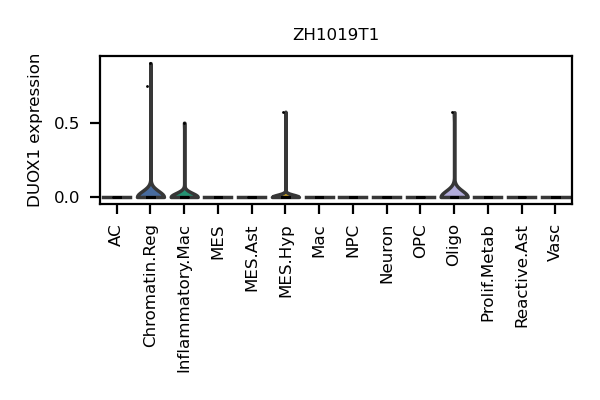 ZH1019T1
DUOX1 expression
0.5
0.0
AC
Chromatin.Reg
Inflammatory.Mac
MES
MES.Ast
MES.Hyp
Mac
NPC
Neuron
OPC
Oligo
Prolif.Metab
Reactive.Ast
Vasc